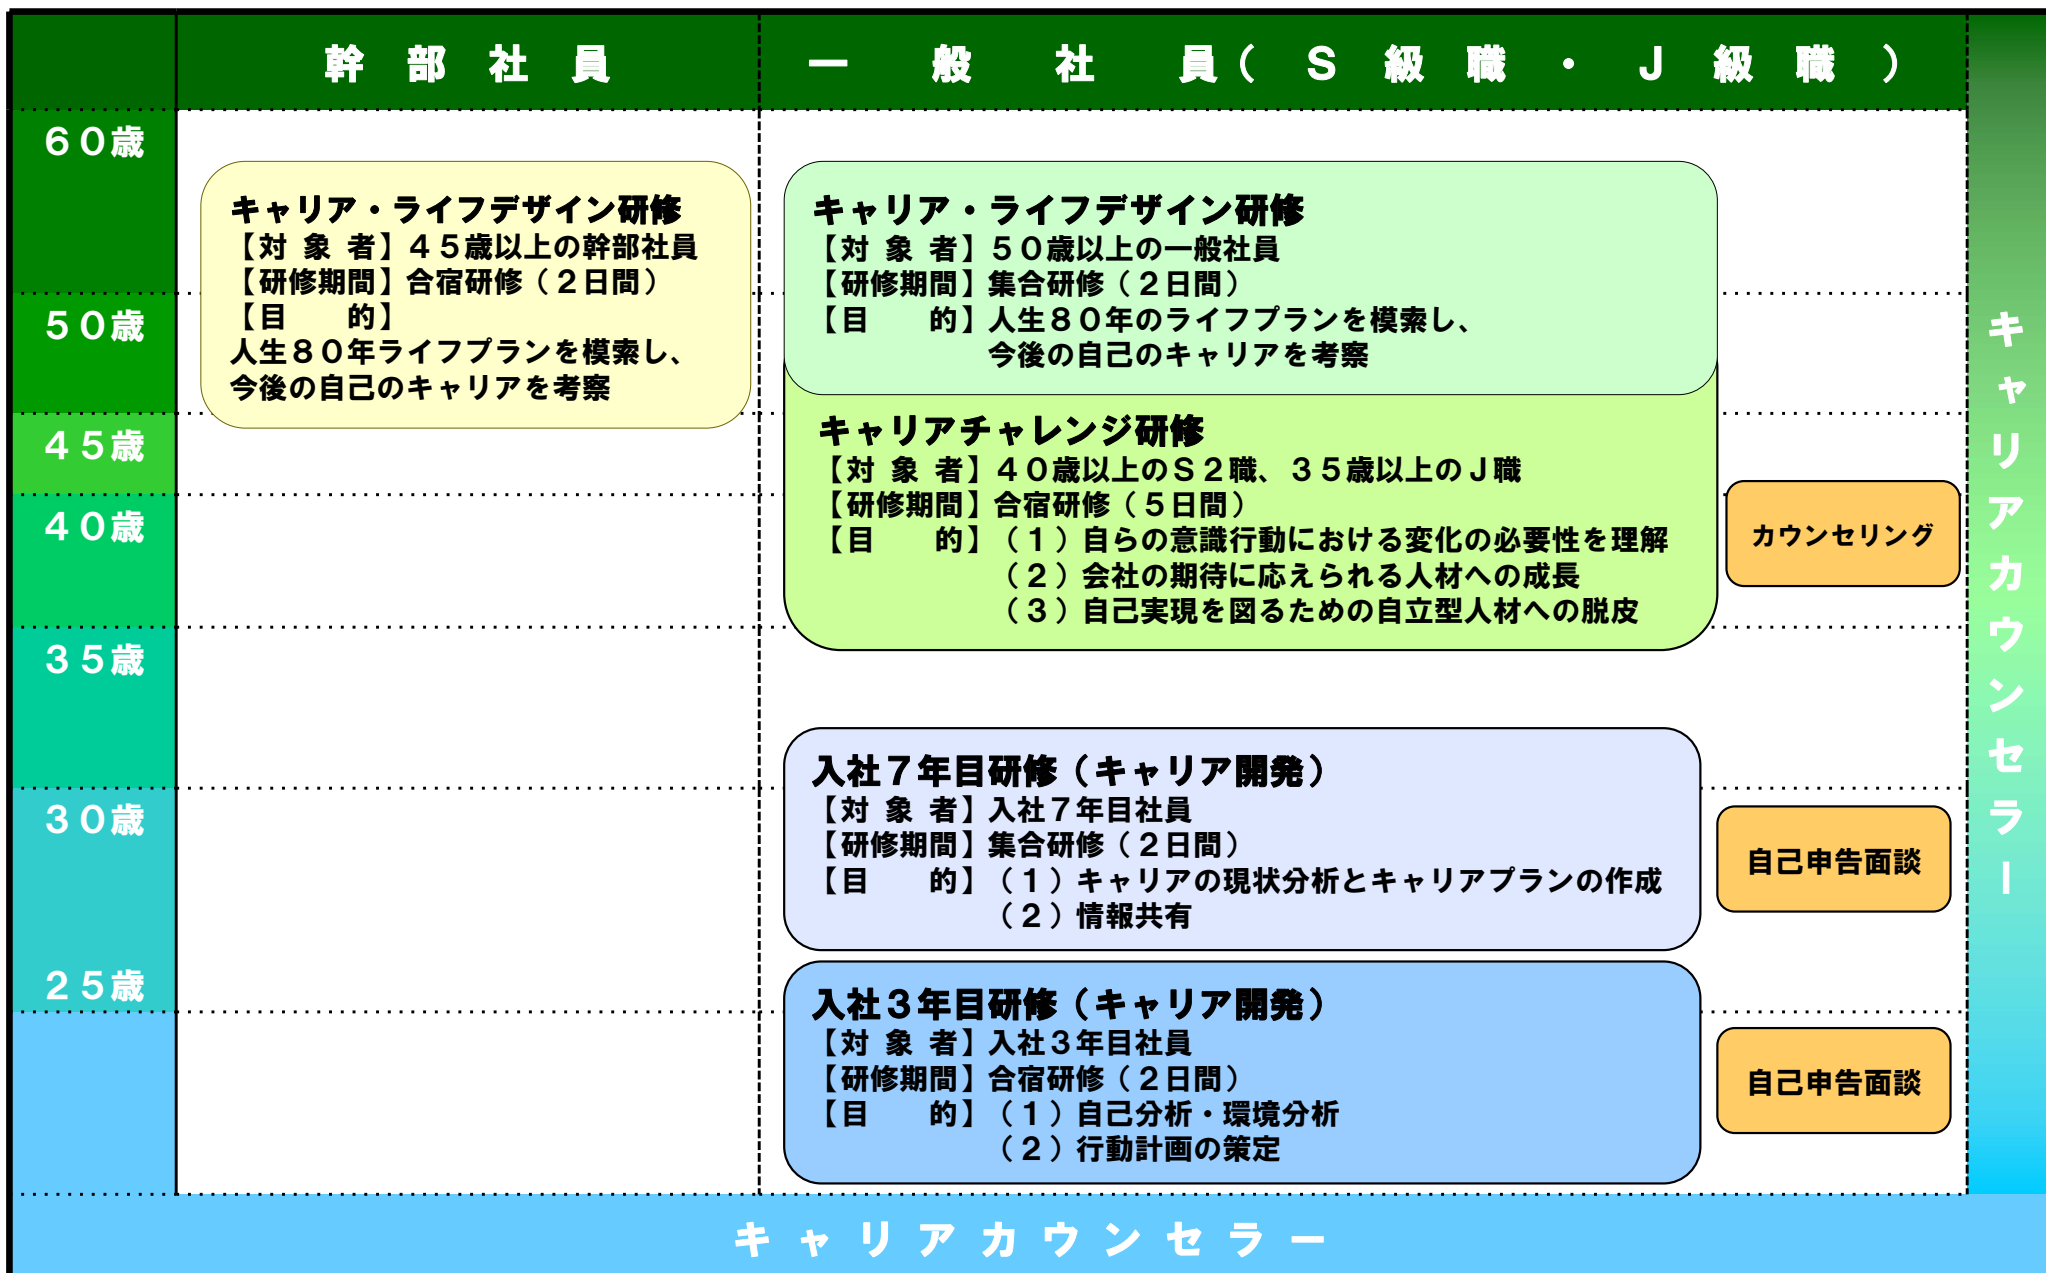 幹部社員
一般社員（Ｓ級職・Ｊ級職）
６０歳
５０歳
４５歳
４０歳
３５歳
３０歳
２５歳
キャリア・ライフデザイン研修
【対象者】４５歳以上の幹部社員
【研修期間】合宿研修（２日間）
【目　　的】
人生８０年ライフプランを模索し、
今後の自己のキャリアを考察
キャリア・ライフデザイン研修
【対象者】５０歳以上の一般社員
【研修期間】集合研修（２日間）
【目　　的】人生８０年のライフプランを模索し、
今後の自己のキャリアを考察
キャリアチャレンジ研修
【対象者】４０歳以上のＳ２職、３５歳以上のＪ職
【研修期間】合宿研修（５日間）
【目　　的】（１）自らの意識行動における変化の必要性を理解
（２）会社の期待に応えられる人材への成長
（３）自己実現を図るための自立型人材への脱皮
カウンセリング
入社７年目研修（キャリア開発）
【対象者】入社７年目社員
【研修期間】集合研修（２日間）
【目　　的】（１）キャリアの現状分析とキャリアプランの作成
（２）情報共有
自己申告面談
入社３年目研修（キャリア開発）
【対象者】入社３年目社員
【研修期間】合宿研修（２日間）
【目　　的】（１）自己分析・環境分析
（２）行動計画の策定
自己申告面談
キャリアカウンセラー
キャリアカウンセラー